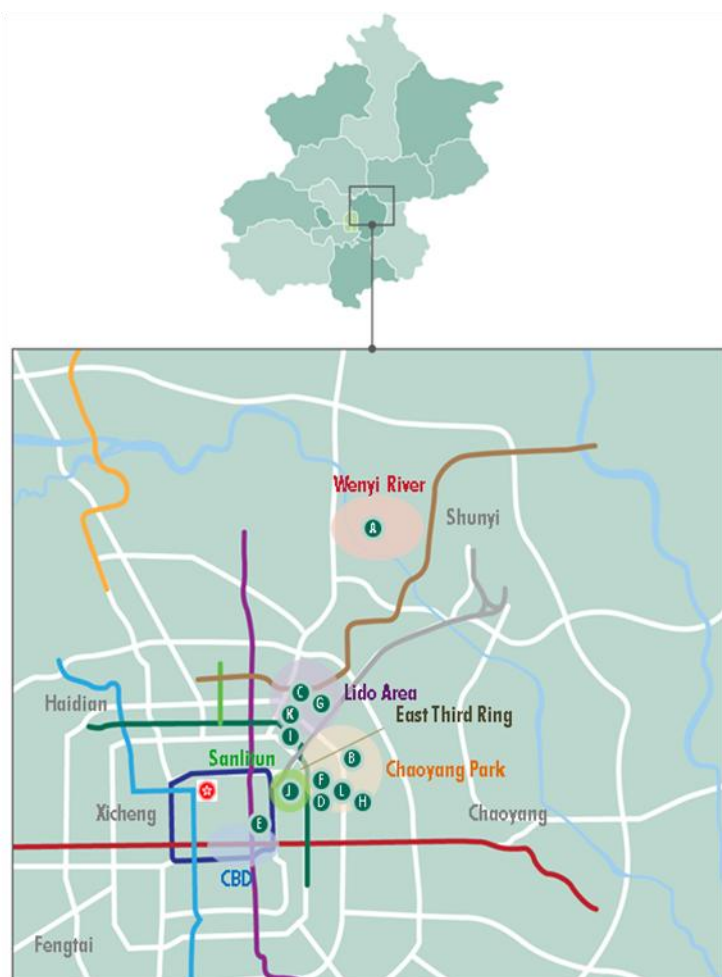 Wenyi River
A
Shunyi
C
G
Lido Area
Haidian
K
East Third Ring
I
Sanlitun
B
Chaoyang Park
F
J
L
D
H
Xicheng
Chaoyang
E
CBD
Fengtai